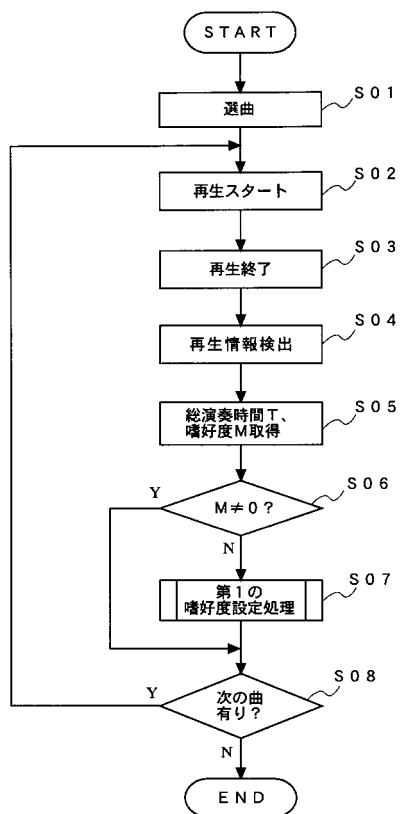 START
選曲
S01
再生スタート
S02
再生終了
S03
再生情報検出
S04
総演奏時間T、
嗜好度M取得
S05
M≠0?
S06
Y
N
第1の
嗜好度設定処理
S07
次の曲
有り?
S08
Y
N
END